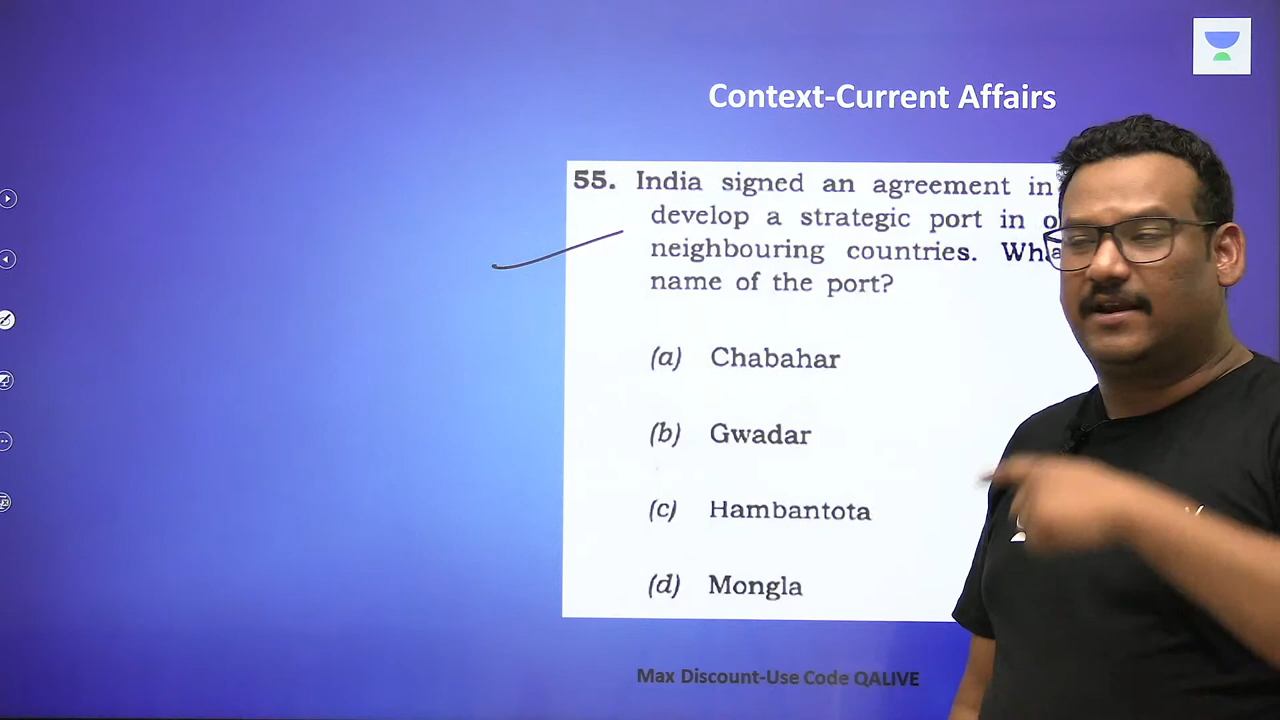 Context-Current Affairs
55. India signed an agreement in
develop a strategic port in
neighbouring countries.
name of the port?
(a) Chabahar
(b) Gwadar
(c) Hambantota
(d) Mongla
Max Discount-Use Code QALIVE